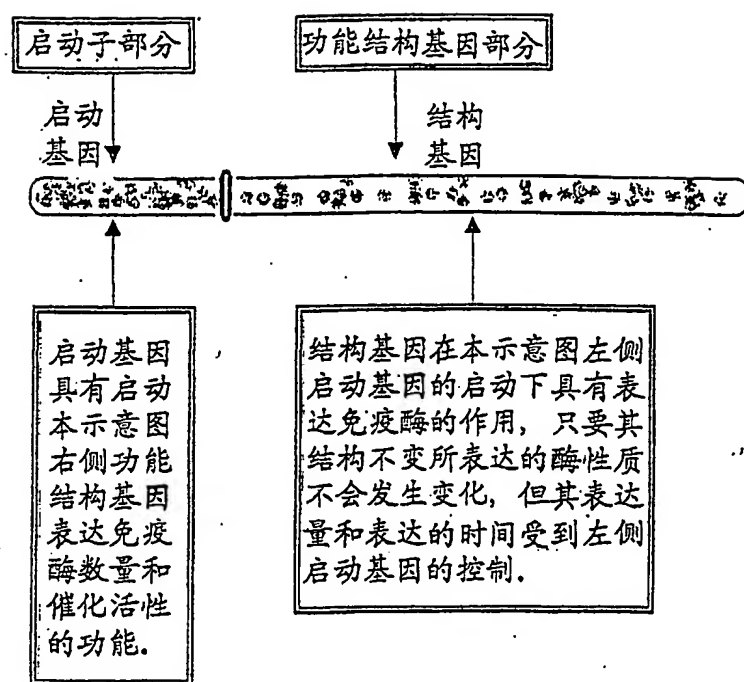 启动子部分
功能结构基因部分
启动
基因
结构
基因
启动基因
具有启动
本示意图
右侧功能
结构基因
表达免疫
酶数量和
催化活性
的功能.
结构基因在本示意图左侧
启动基因的启动下具有表
达免疫酶的作用, 只要其
结构不变所表达的酶性质
不会发生变化, 但其表达
量和表达的时间受到左侧
启动基因的控制.